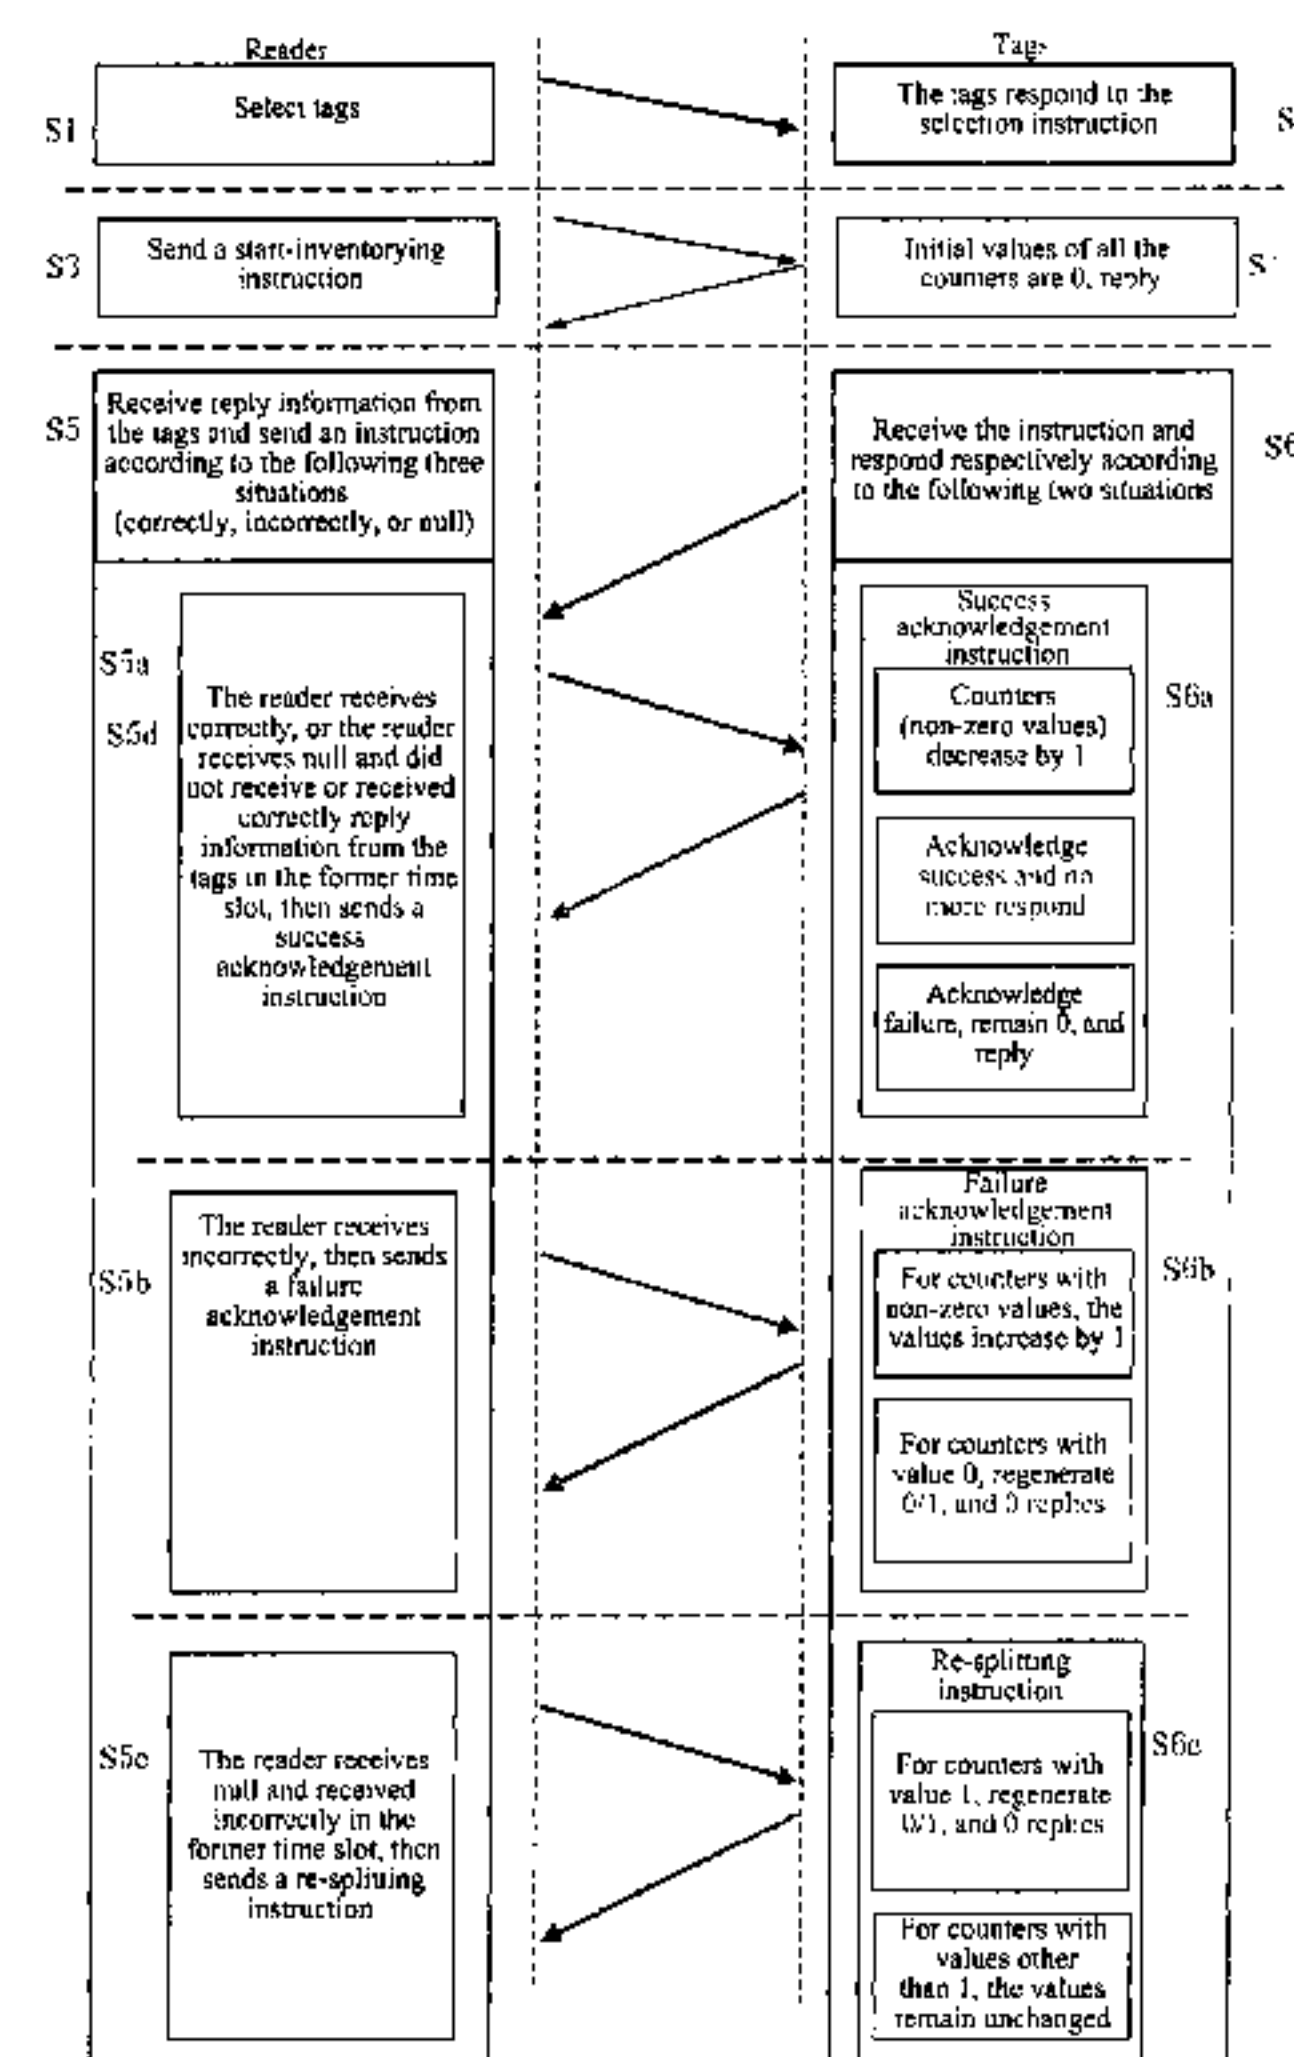 Reader
Tags
Select tags
The tags respond to the
selection instruction
S1
S
Send a start-inventorying
instruction
Initial values of all the
counters are 0, reply
S3
S
Receive reply information from
the tags and send an instruction
according to the following three
situations
(correctly, incorrectly, or null)
S5
Receive the instruction and
respond respectively according
to the following two situations
S6
S5a
S5d
The reader receives
correctly, or the reader
receives null and did
not receive or received
correctly reply
information from the
tags in the former time
slot, then sends a
success
acknowledgement
instruction
Success
acknowledgement
instruction
Counters
(non-zero values)
decrease by 1
S6a
Acknowledge
success and no
more respond
Acknowledge
failure, remain 0, and
reply
S5b
The reader receives
incorrectly, then sends
a failure
acknowledgement
instruction
Failure
acknowledgement
instruction
For counters with
non-zero values, the
values increase by 1
S6b
For counters with
value 0, regenerate
0/1, and 0 replies
S5c
The reader receives
null and received
incorrectly in the
former time slot, then
sends a re-splitting
instruction
Re-splitting
instruction
For counters with
value 1, regenerate
0/1, and 0 replies
S6c
For counters with
values other
than 1, the values
remain unchanged